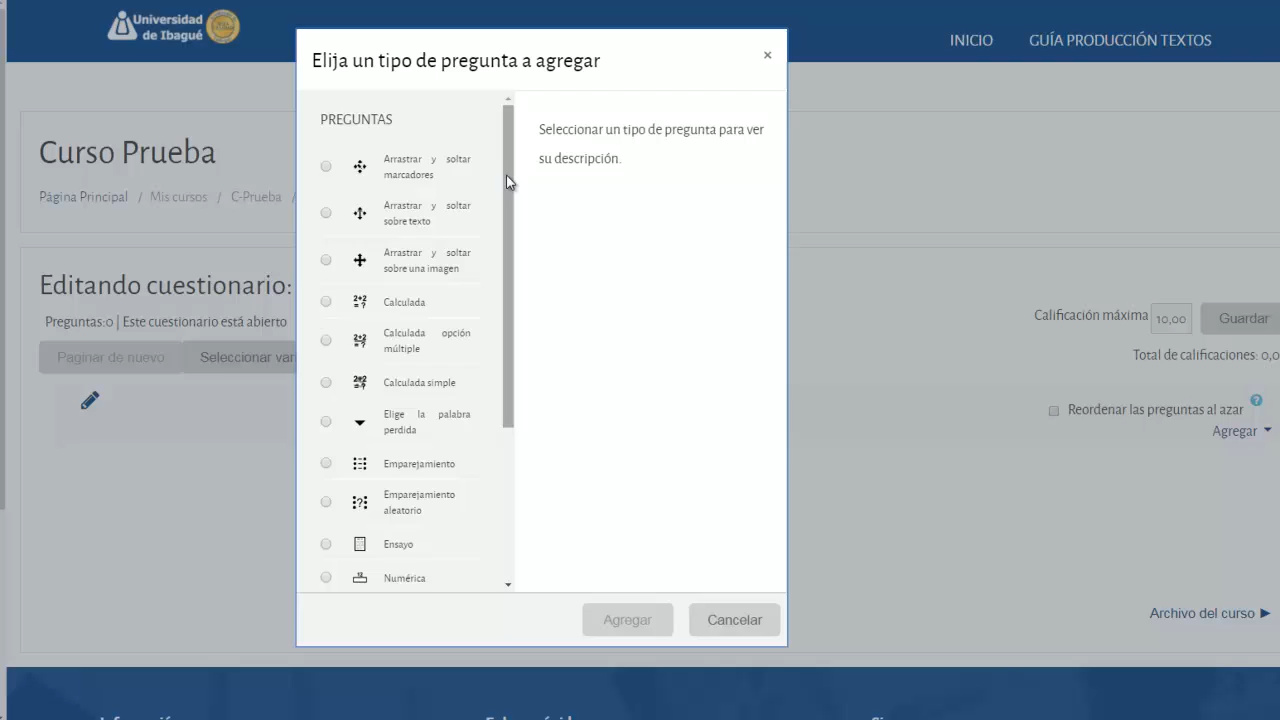 Universidad
de Ibagué
INICIO
GUÍA PRODUCCIÓN TEXTOS
Elija un tipo de pregunta a agregar
×
PREGUNTAS
Arrastrar y soltar
marcadores
Arrastrar y soltar
sobre texto
Arrastrar y soltar
sobre una imagen
Calculada
Calculada opción
múltiple
Calculada simple
Elige la palabra
perdida
Emparejamiento
Emparejamiento
aleatorio
Ensayo
Numérica
Seleccionar un tipo de pregunta para ver
su descripción.
Agregar
Cancelar
Curso Prueba
Página Principal / Mis cursos / C-Prueba /
Editando cuestionario:
Preguntas:0 | Este cuestionario está abierto
Paginar de nuevo
Seleccionar var
Calificación máxima
10,00
Guardar
Total de calificaciones: 0,0
Reordenar las preguntas al azar
Agregar
Archivo del curso